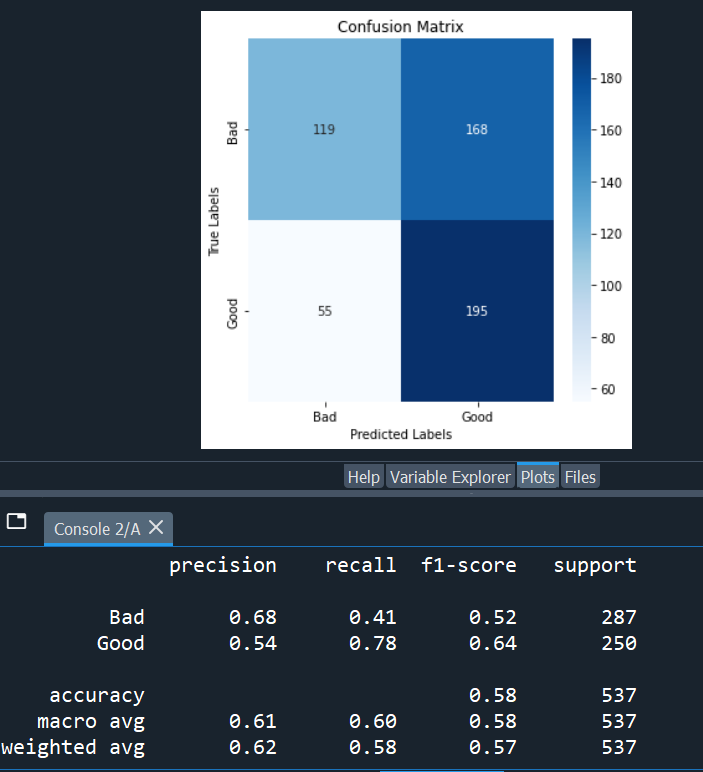 Confusion Matrix
119 168
55 195
Bad
Good
True Labels
Bad Good
Predicted Labels
180
160
140
120
100
80
60
Help Variable Explorer Plots Files
Console 2/A
precision recall f1-score support
Bad 0.68 0.41 0.52 287
Good 0.54 0.78 0.64 250
accuracy 0.58 537
macro avg 0.61 0.60 0.58 537
weighted avg 0.62 0.58 0.57 537